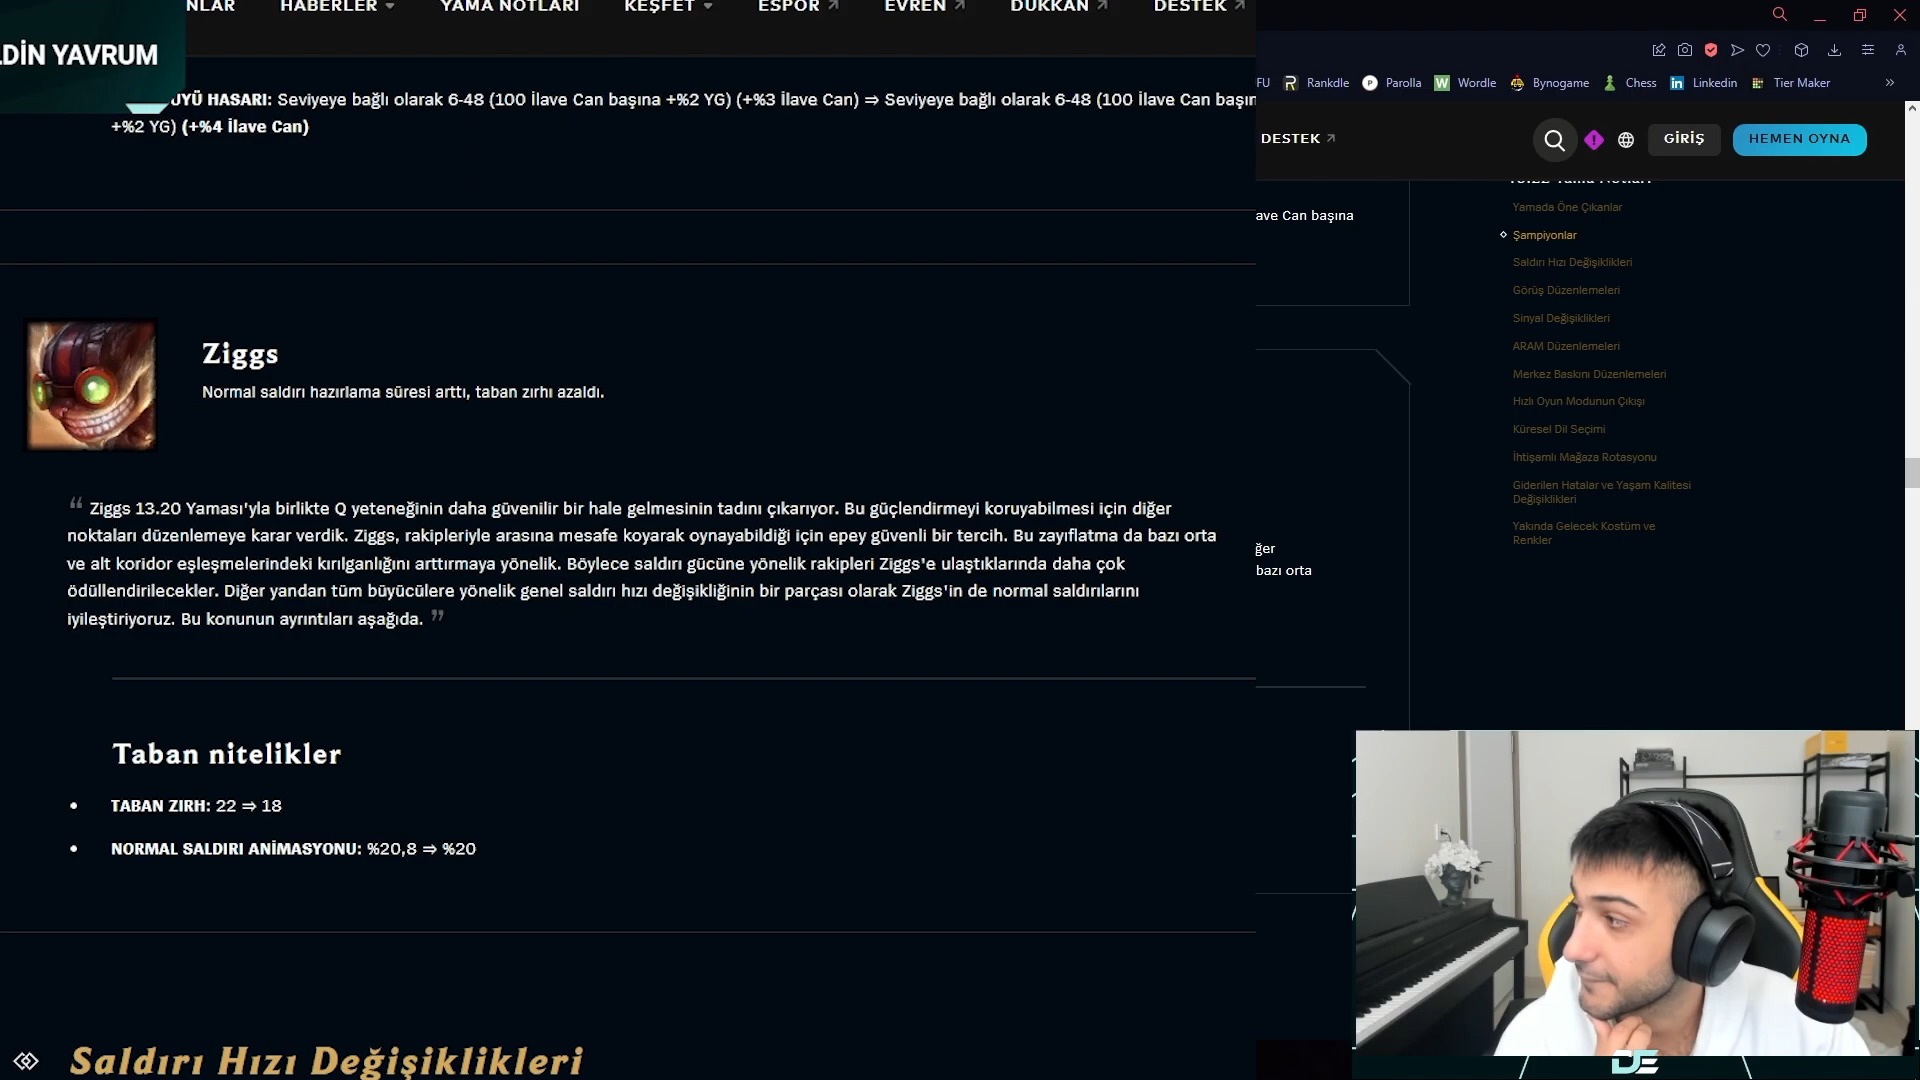 NLAR HABERLER YAMA NOTLARI KEŞFET ESPOR EVREN DÜKKAN DESTEK
LDİN YAVRUM
ÜYÜ HASARI: Seviyeye bağlı olarak 6-48 (100 İlave Can başına +%2 YG) (+%3 İlave Can) ⇒ Seviyeye bağlı olarak 6-48 (100 İlave Can başın
+%2 YG) (+%4 İlave Can)
Ziggs
Normal saldırı hazırlama süresi arttı, taban zırhı azaldı.
“ Ziggs 13.20 Yaması'yla birlikte Q yeteneğinin daha güvenilir bir hale gelmesinin tadını çıkarıyor. Bu güçlendirmeyi koruyabilmesi için diğer
noktaları düzenlemeye karar verdik. Ziggs, rakipleriyle arasına mesafe koyarak oynayabildiği için epey güvenli bir tercih. Bu zayıflatma da bazı orta
ve alt koridor eşleşmelerindeki kırılganlığını arttırmaya yönelik. Böylece saldırı gücüne yönelik rakipleri Ziggs'e ulaştıklarında daha çok
ödüllendirilecekler. Diğer yandan tüm büyücülere yönelik genel saldırı hızı değişikliğinin bir parçası olarak Ziggs'in de normal saldırılarını
iyileştiriyoruz. Bu konunun ayrıntıları aşağıda. ”
Taban nitelikler
• TABAN ZIRH: 22 ⇒ 18
• NORMAL SALDIRI ANİMASYONU: %20,8 ⇒ %20
Saldırı Hızı Değişiklikleri
FU Rankdle Parolla Wordle Bynogame Chess Linkedin Tier Maker »
DESTEK GİRİŞ HEMEN OYNA
ave Can başına
ğer
bazı orta
13.22 Yama Notları
Yamada Öne Çıkanlar
Şampiyonlar
Saldırı Hızı Değişiklikleri
Görüş Düzenlemeleri
Sinyal Değişiklikleri
ARAM Düzenlemeleri
Merkez Baskını Düzenlemeleri
Hızlı Oyun Modunun Çıkışı
Küresel Dil Seçimi
İhtişamlı Mağaza Rotasyonu
Giderilen Hatalar ve Yaşam Kalitesi
Değişiklikleri
Yakında Gelecek Kostüm ve
Renkler